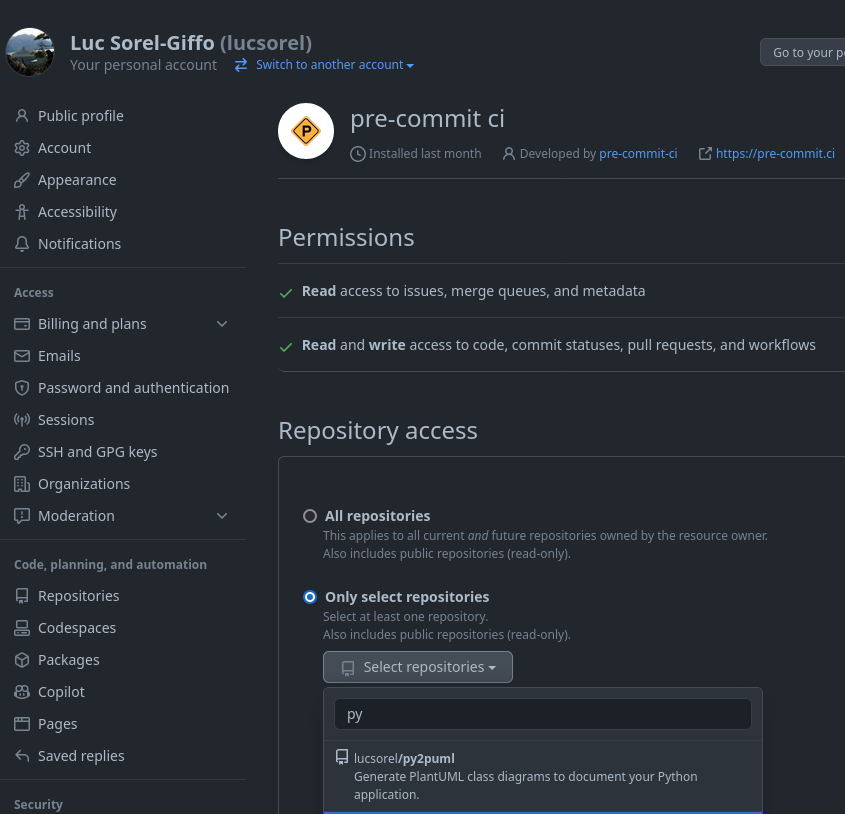 Luc Sorel-Giffo (lucsorel)
Your personal account
Switch to another account
Go to your pe
Public profile
Account
Appearance
Accessibility
Notifications
Access
Billing and plans
Emails
Password and authentication
Sessions
SSH and GPG keys
Organizations
Moderation
Code, planning, and automation
Repositories
Codespaces
Packages
Copilot
Pages
Saved replies
Security
P
pre-commit ci
Installed last month
Developed by pre-commit-ci
https://pre-commit.ci
Permissions
Read access to issues, merge queues, and metadata
Read and write access to code, commit statuses, pull requests, and workflows
Repository access
All repositories
This applies to all current and future repositories owned by the resource owner.
Also includes public repositories (read-only).
Only select repositories
Select at least one repository.
Also includes public repositories (read-only).
Select repositories
py
lucsorel/py2puml
Generate PlantUML class diagrams to document your Python
application.